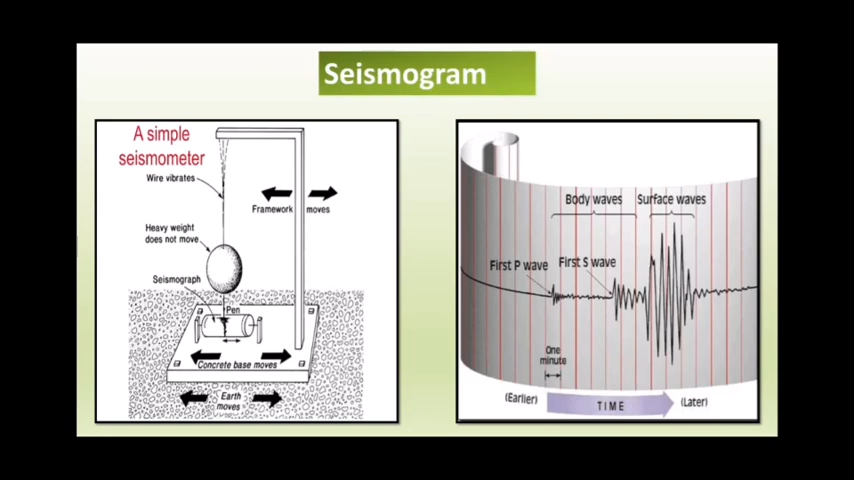 Seismogram
A simple
seismometer
Wire vibrates
Framework moves
Heavy weight
does not move
Seismograph
Pen
Concrete base moves
Earth
moves
Body waves
Surface waves
First P wave
First S wave
One
minute
(Earlier)
TIME
(Later)